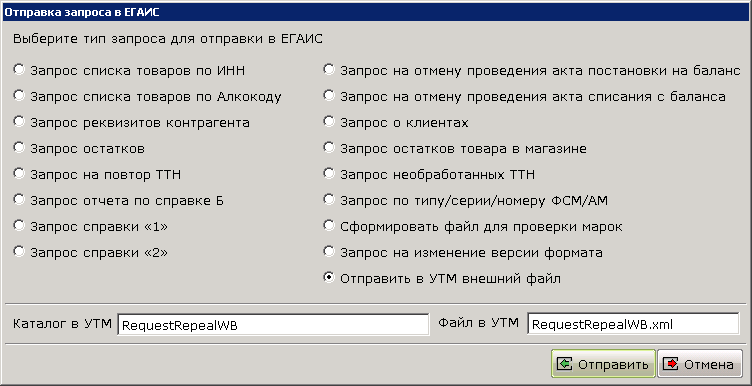 Отправка запроса в ЕГАИС
Выберите тип запроса для отправки в ЕГАИС
Запрос списка товаров по ИНН
Запрос списка товаров по Алкокоду
Запрос реквизитов контрагента
Запрос остатков
Запрос на повтор ТТН
Запрос отчета по справке Б
Запрос справки «1»
Запрос справки «2»
Запрос на отмену проведения акта постановки на баланс
Запрос на отмену проведения акта списания с баланса
Запрос о клиентах
Запрос остатков товара в магазине
Запрос необработанных ТТН
Запрос по типу/серии/номеру ФСМ/АМ
Сформировать файл для проверки марок
Запрос на изменение версии формата
Отправить в УТМ внешний файл
Каталог в УТМ RequestRepealWB Файл в УТМ RequestRepealWB.xml
Отправить Отмена